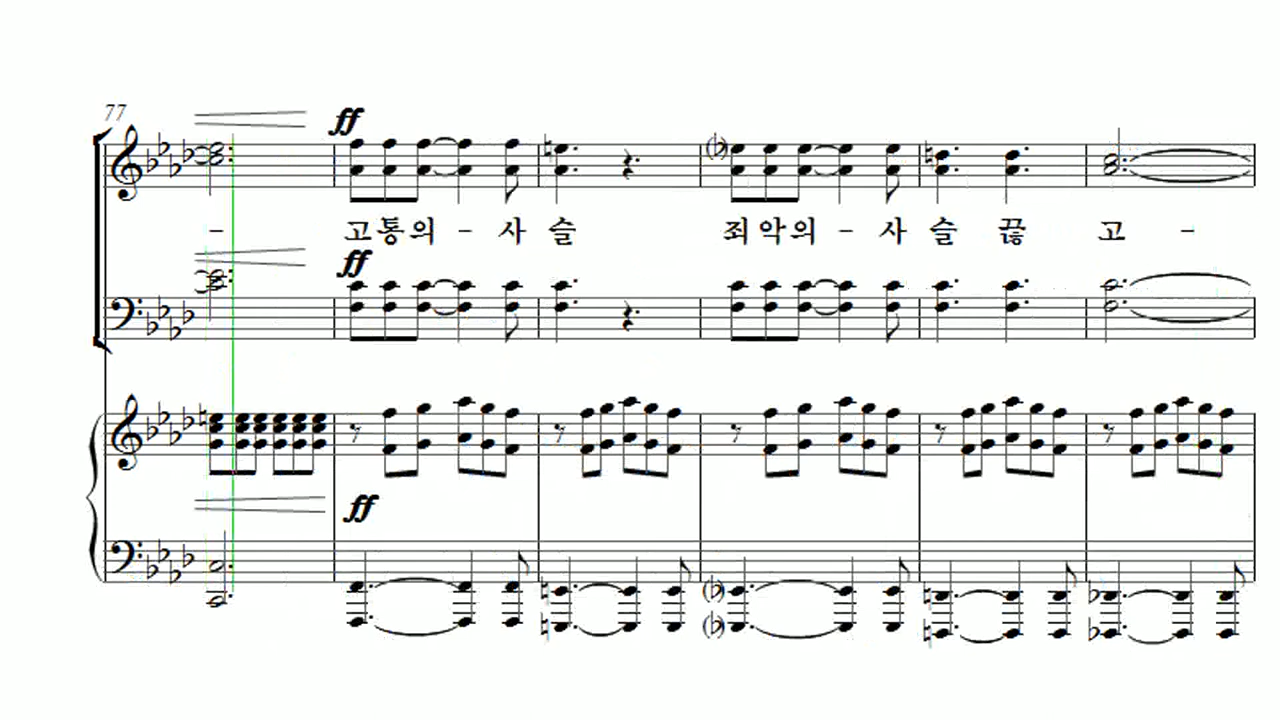 77
ff
- 고 통 의 - 사 슬 죄 악 의 - 사 슬 끊 고 -
ff
ff